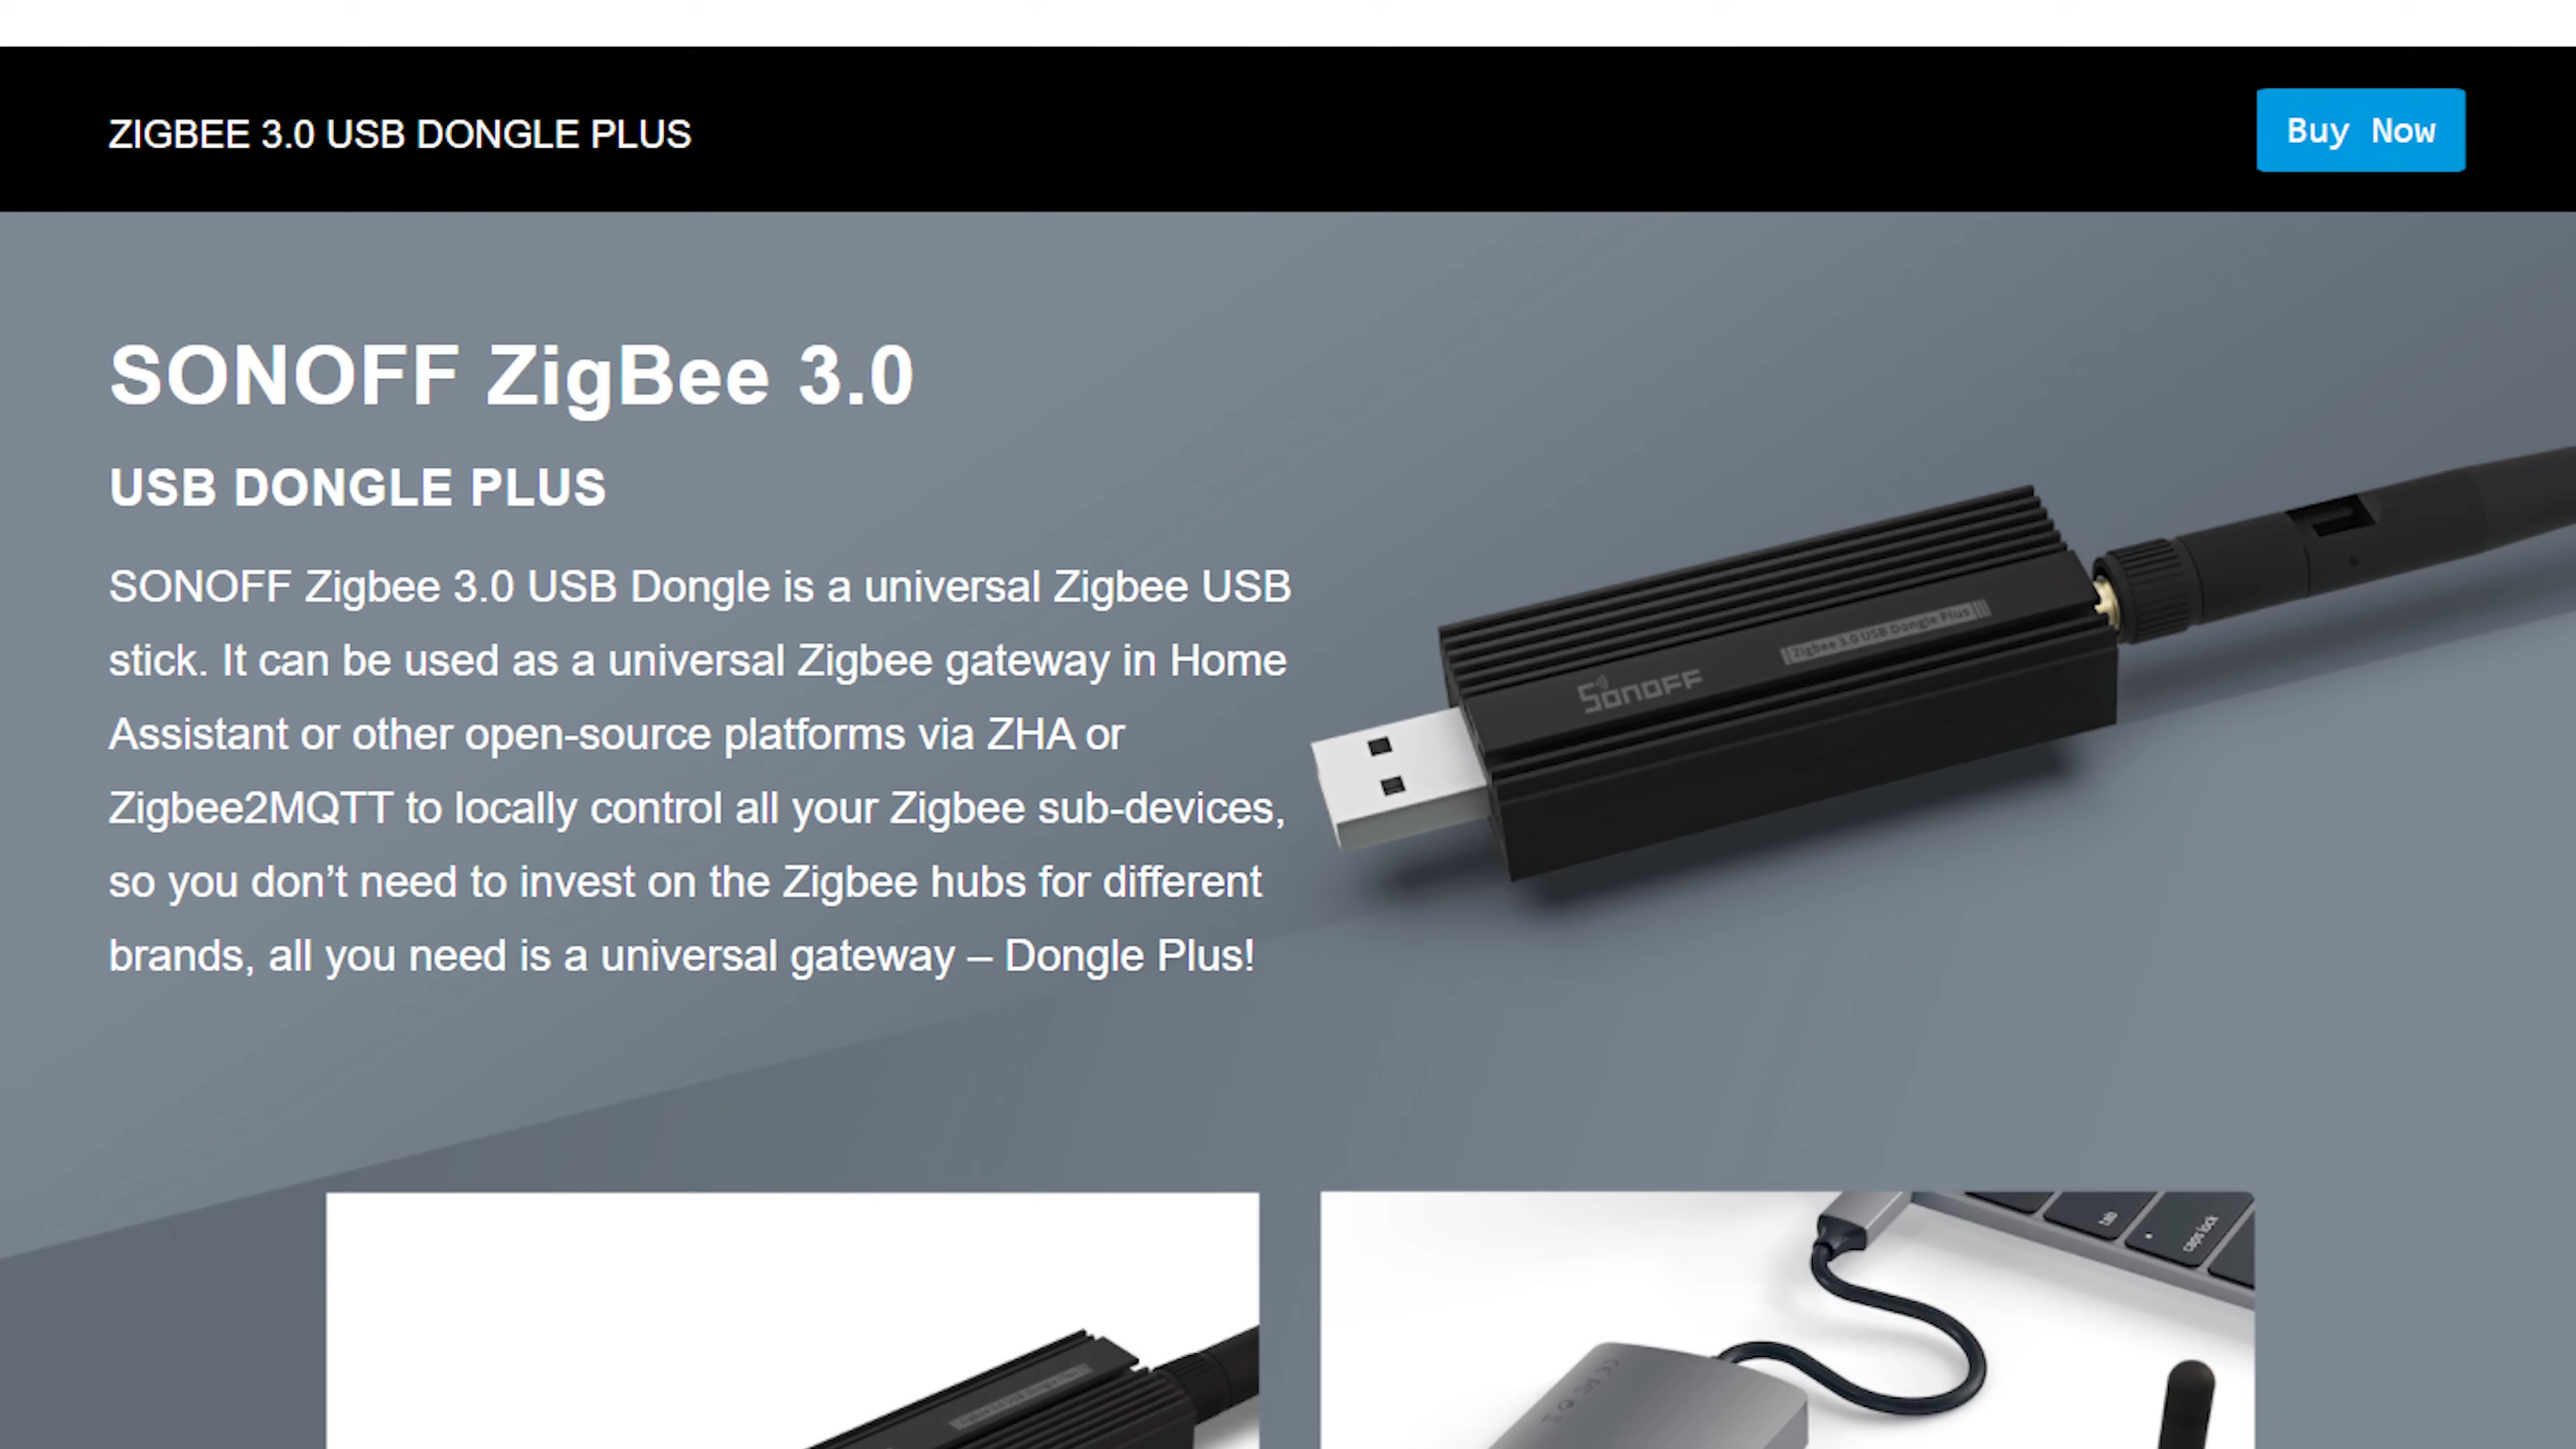 ZIGBEE 3.0 USB DONGLE PLUS
Buy Now
SONOFF ZigBee 3.0
USB DONGLE PLUS
SONOFF Zigbee 3.0 USB Dongle is a universal Zigbee USB
stick. It can be used as a universal Zigbee gateway in Home
Assistant or other open-source platforms via ZHA or
Zigbee2MQTT to locally control all your Zigbee sub-devices,
so you don’t need to invest on the Zigbee hubs for different
brands, all you need is a universal gateway – Dongle Plus!
SONOFF
Zigbee 3.0 USB Dongle Plus
tab
caps lock